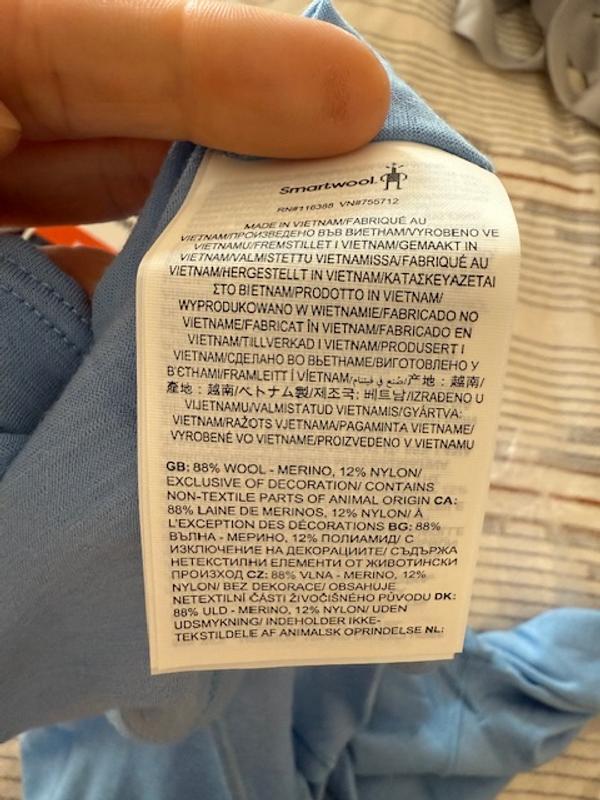 Smartwool
RN#116388 VN#755712
MADE IN VIETNAM/FABRIQUÉ AU
VIETNAM/ПРОИЗВЕДЕНО ВЪВ ВИЕТНАМ/VYROBENO VE
VIETNAMU/FREMSTILLET I VIETNAM/GEMAAKT IN
VIETNAM/VALMISTETTU VIETNAMISSA/FABRIQUÉ AU
VIETNAM/HERGESTELLT IN VIETNAM/ΚΑΤΑΣΚΕΥΑΖΕΤΑΙ
ΣΤΟ ΒΙΕΤΝΑΜ/PRODOTTO IN VIETNAM/
WYPRODUKOWANO W WIETNAMIE/FABRICADO NO
VIETNAME/FABRICAT ÎN VIETNAM/FABRICADO EN
VIETNAM/TILLVERKAD I VIETNAM/PRODUSERT I
VIETNAM/СДЕЛАНО ВО ВЬЕТНАМЕ/ВИГОТОВЛЕНО У
В'ЄТНАМІ/FRAMLEITT Í VÍETNAM/صنع في فيتنام/产地：越南/
產地：越南/ベトナム製/제조국: 베트남/IZRAĐENO U
VIJETNAMU/VALMISTATUD VIETNAMIS/GYÁRTVA:
VIETNAM/RAŽOTS VJETNAMA/PAGAMINTA VIETNAME/
VYROBENÉ VO VIETNAME/PROIZVEDENO V VIETNAMU
GB: 88% WOOL - MERINO, 12% NYLON/
EXCLUSIVE OF DECORATION/ CONTAINS
NON-TEXTILE PARTS OF ANIMAL ORIGIN CA:
88% LAINE DE MERINOS, 12% NYLON/ À
L'EXCEPTION DES DÉCORATIONS BG: 88%
ВЪЛНА - МЕРИНО, 12% ПОЛИАМИД/ С
ИЗКЛЮЧЕНИЕ НА ДЕКОРАЦИИТЕ/ СЪДЪРЖА
НЕТЕКСТИЛНИ ЕЛЕМЕНТИ ОТ ЖИВОТИНСКИ
ПРОИЗХОД CZ: 88% VLNA - MERINO, 12%
NYLON/ BEZ DEKORACE/ OBSAHUJE
NETEXTILNÍ ČÁSTI ŽIVOČIŠNÉHO PŮVODU DK:
88% ULD - MERINO, 12% NYLON/ UDEN
UDSMYKNING/ INDEHOLDER IKKE-
TEKSTILDELE AF ANIMALSK OPRINDELSE NL: